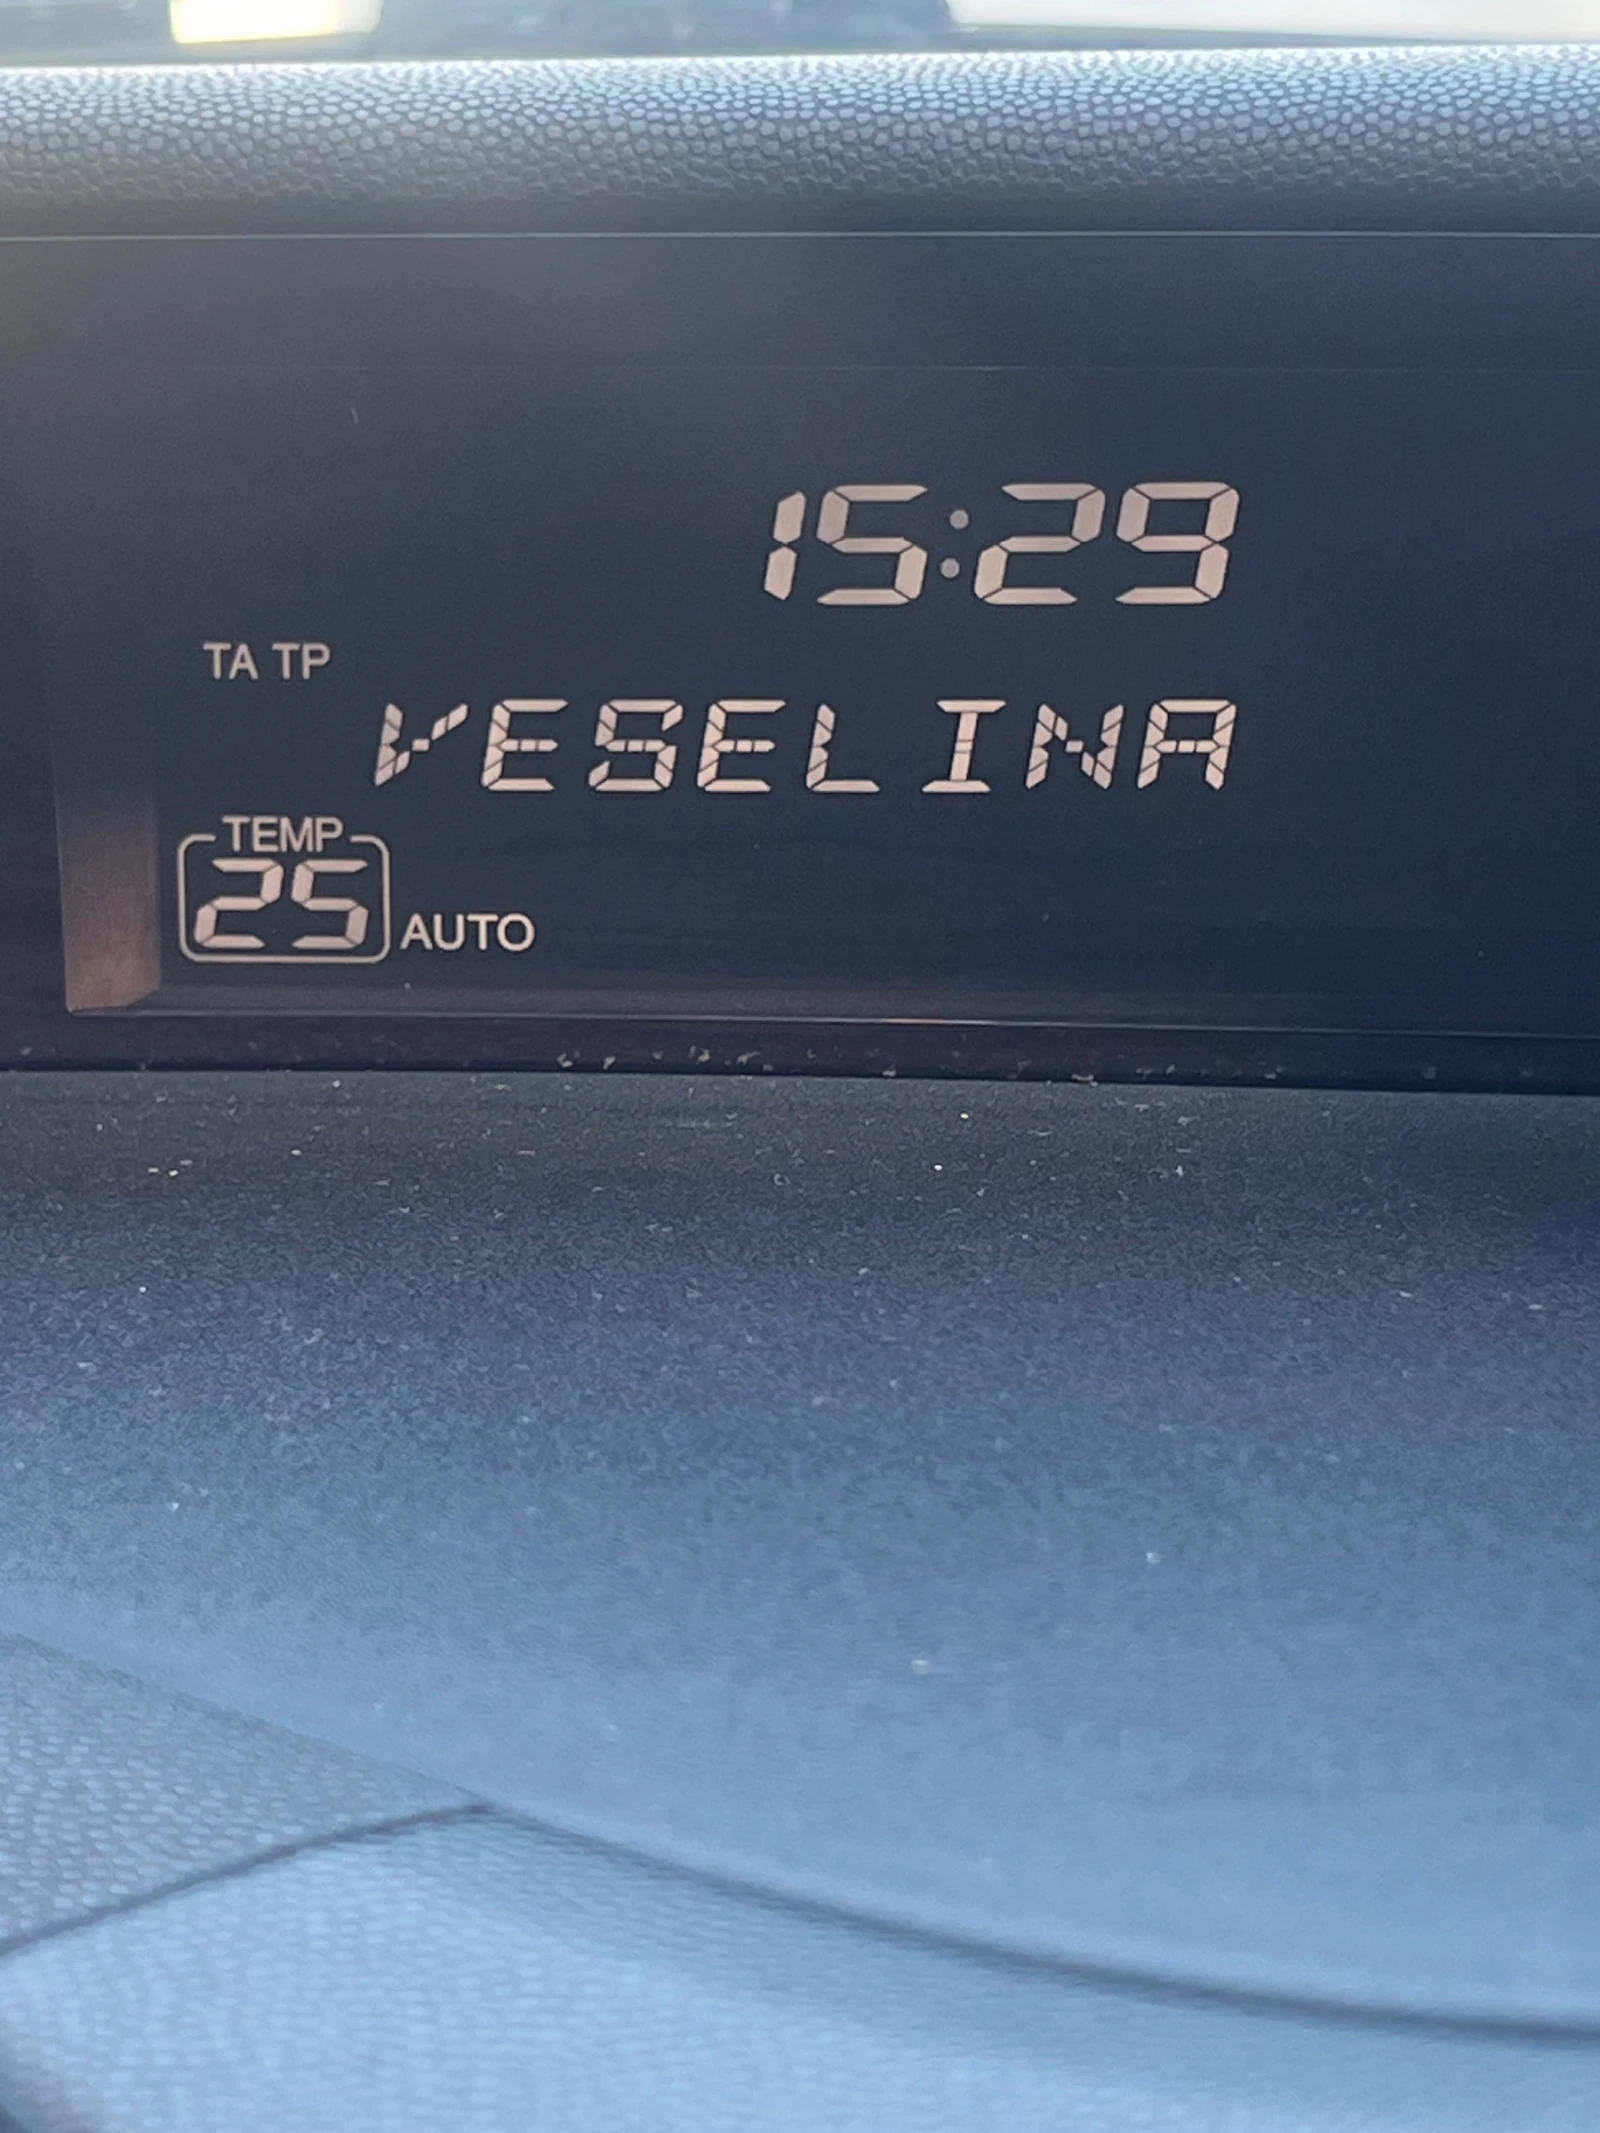 15:29
TA TP
VESELINA
TEMP
25 AUTO